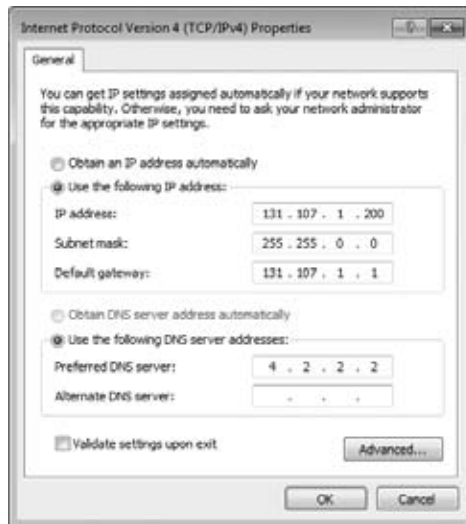 Internet Protocol Version 4 (TCP/IPv4) Properties
General
You can get IP settings assigned automatically if your network supports
this capability. Otherwise, you need to ask your network administrator
for the appropriate IP settings.
Obtain an IP address automatically
Use the following IP address:
IP address: 131 . 107 . 1 . 200
Subnet mask: 255 . 255 . 0 . 0
Default gateway: 131 . 107 . 1 . 1
Obtain DNS server address automatically
Use the following DNS server addresses:
Preferred DNS server: 4 . 2 . 2 . 2
Alternate DNS server: . . .
Validate settings upon exit
Advanced...
OK Cancel